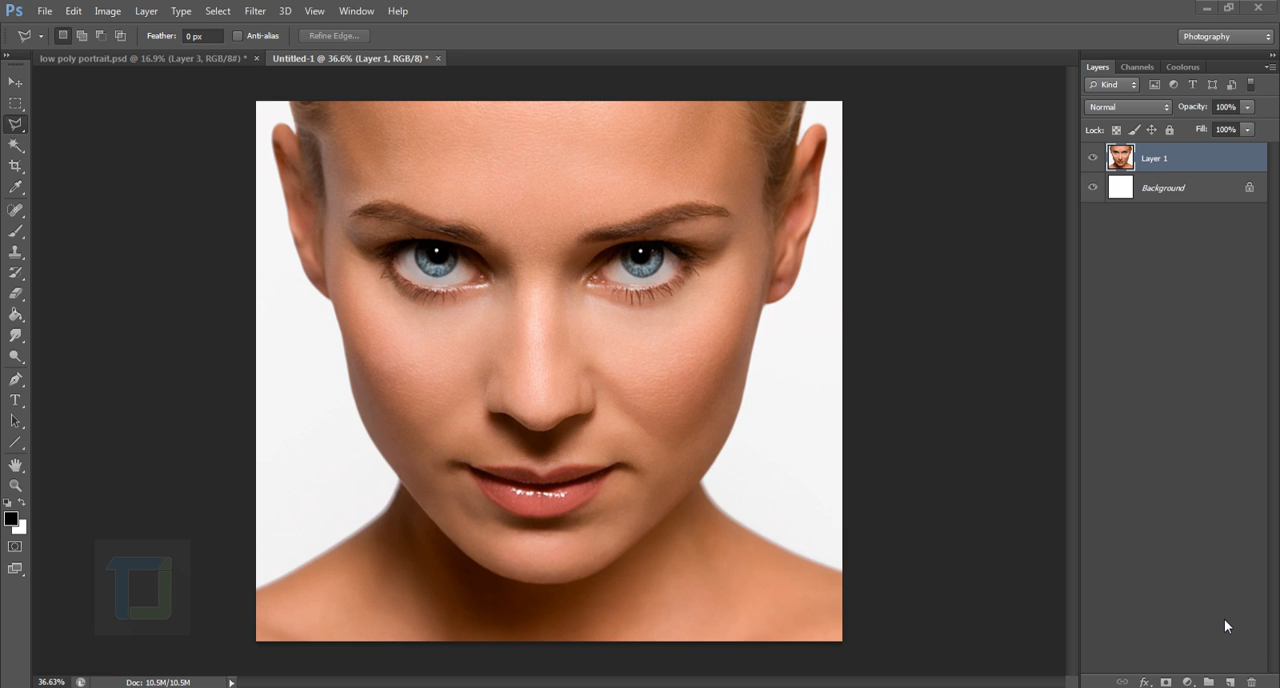 Ps File Edit Image Layer Type Select Filter 3D View Window Help
Feather: 0 px Anti-alias Refine Edge... Photography
low poly portrait.psd @ 16.9% (Layer 3, RGB/8#) * × Untitled-1 @ 36.6% (Layer 1, RGB/8) * ×
Layers Channels Coolorus
Kind
Normal Opacity: 100%
Lock: Fill: 100%
Layer 1
Background
36.63% Doc: 10.5M/10.5M